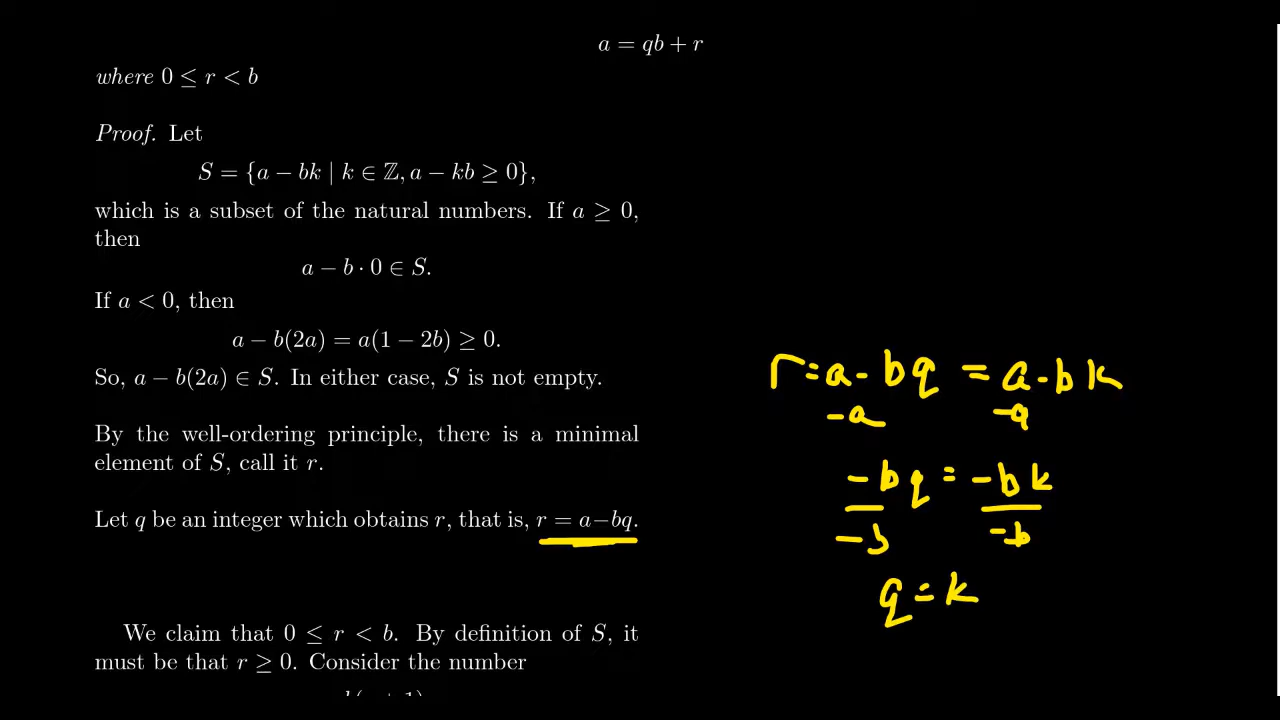 a = qb + r
where 0 ≤ r < b
Proof. Let
S = {a − bk | k ∈ ℤ, a − kb ≥ 0},
which is a subset of the natural numbers. If a ≥ 0,
then
a − b · 0 ∈ S.
If a < 0, then
a − b(2a) = a(1 − 2b) ≥ 0.
So, a − b(2a) ∈ S. In either case, S is not empty.
By the well-ordering principle, there is a minimal
element of S, call it r.
Let q be an integer which obtains r, that is, r = a−bq.
We claim that 0 ≤ r < b. By definition of S, it
must be that r ≥ 0. Consider the number
r = a - bq = a - bk
-a -a
-bq = -bk
-b -b
q = k